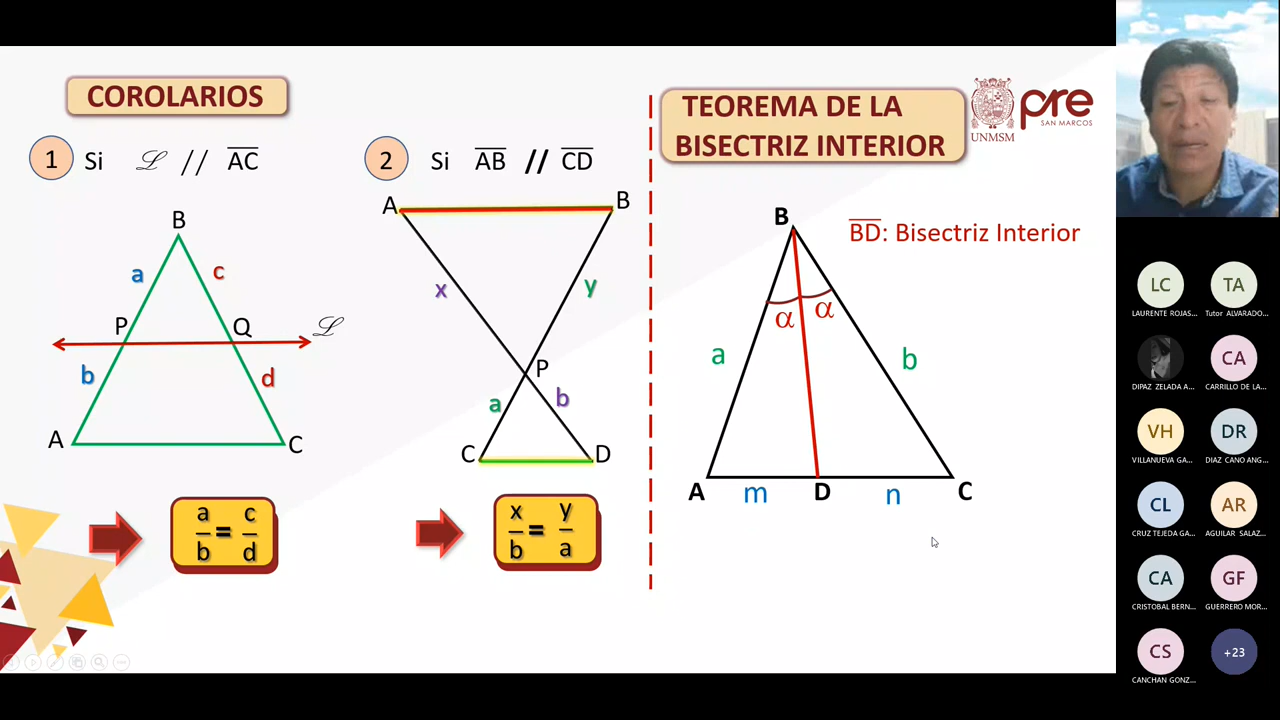 COROLARIOS
1 Si ℒ // AC
B
a c
P Q ℒ
b d
A C
a/b = c/d
2 Si AB // CD
A B
x y
P
a b
C D
x/b = y/a
TEOREMA DE LA
BISECTRIZ INTERIOR
UNMSM
pre
SAN MARCOS
B
BD: Bisectriz Interior
α α
a b
A m D n C
LC TA
LAURENTE ROJAS... Tutor ALVARADO...
CA
DIPAZ ZELADA A... CARRILLO DE LA...
VH DR
VILLANUEVA GA... DIAZ CANO ANG...
CL AR
CRUZ TEJEDA GA... AGUILAR SALAZ...
CA GF
CRISTOBAL BERN... GUERRERO MOR...
CS +23
CANCHAN GONZ...